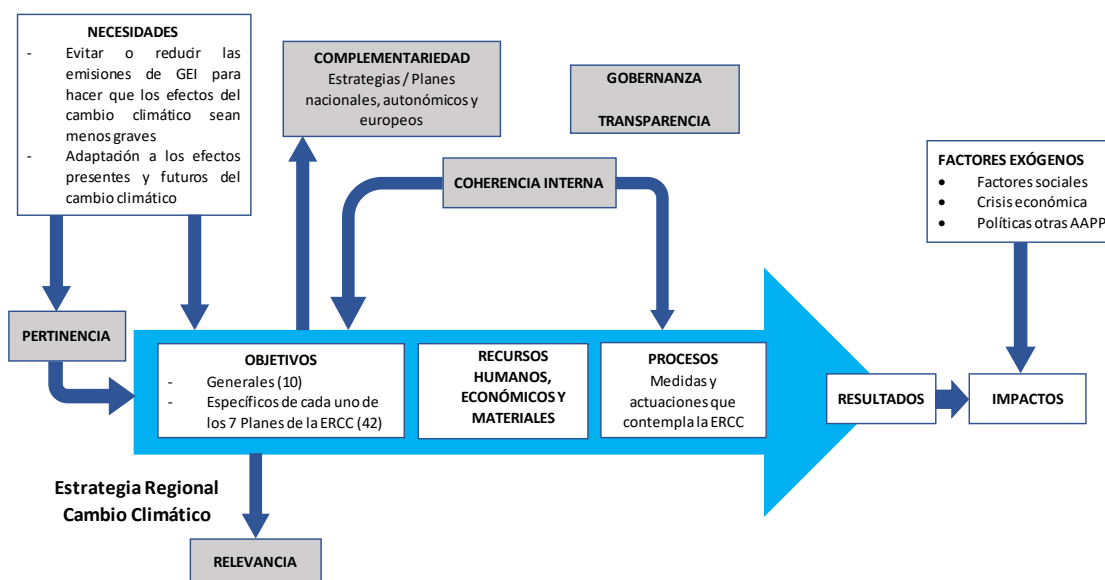 NECESIDADES
- Evitar o reducir las
emisiones de GEI para
hacer que los efectos del
cambio climático sean
menos graves
- Adaptación a los efectos
presentes y futuros del
cambio climático
COMPLEMENTARIEDAD
Estrategias / Planes
nacionales, autonómicos y
europeos
GOBERNANZA
TRANSPARENCIA
COHERENCIA INTERNA
FACTORES EXÓGENOS
• Factores sociales
• Crisis económica
• Políticas otras AAPP
PERTINENCIA
OBJETIVOS
- Generales (10)
- Específicos de cada uno de
los 7 Planes de la ERCC (42)
RECURSOS
HUMANOS,
ECONÓMICOS Y
MATERIALES
PROCESOS
Medidas y
actuaciones que
contempla la ERCC
RESULTADOS
IMPACTOS
Estrategia Regional
Cambio Climático
RELEVANCIA